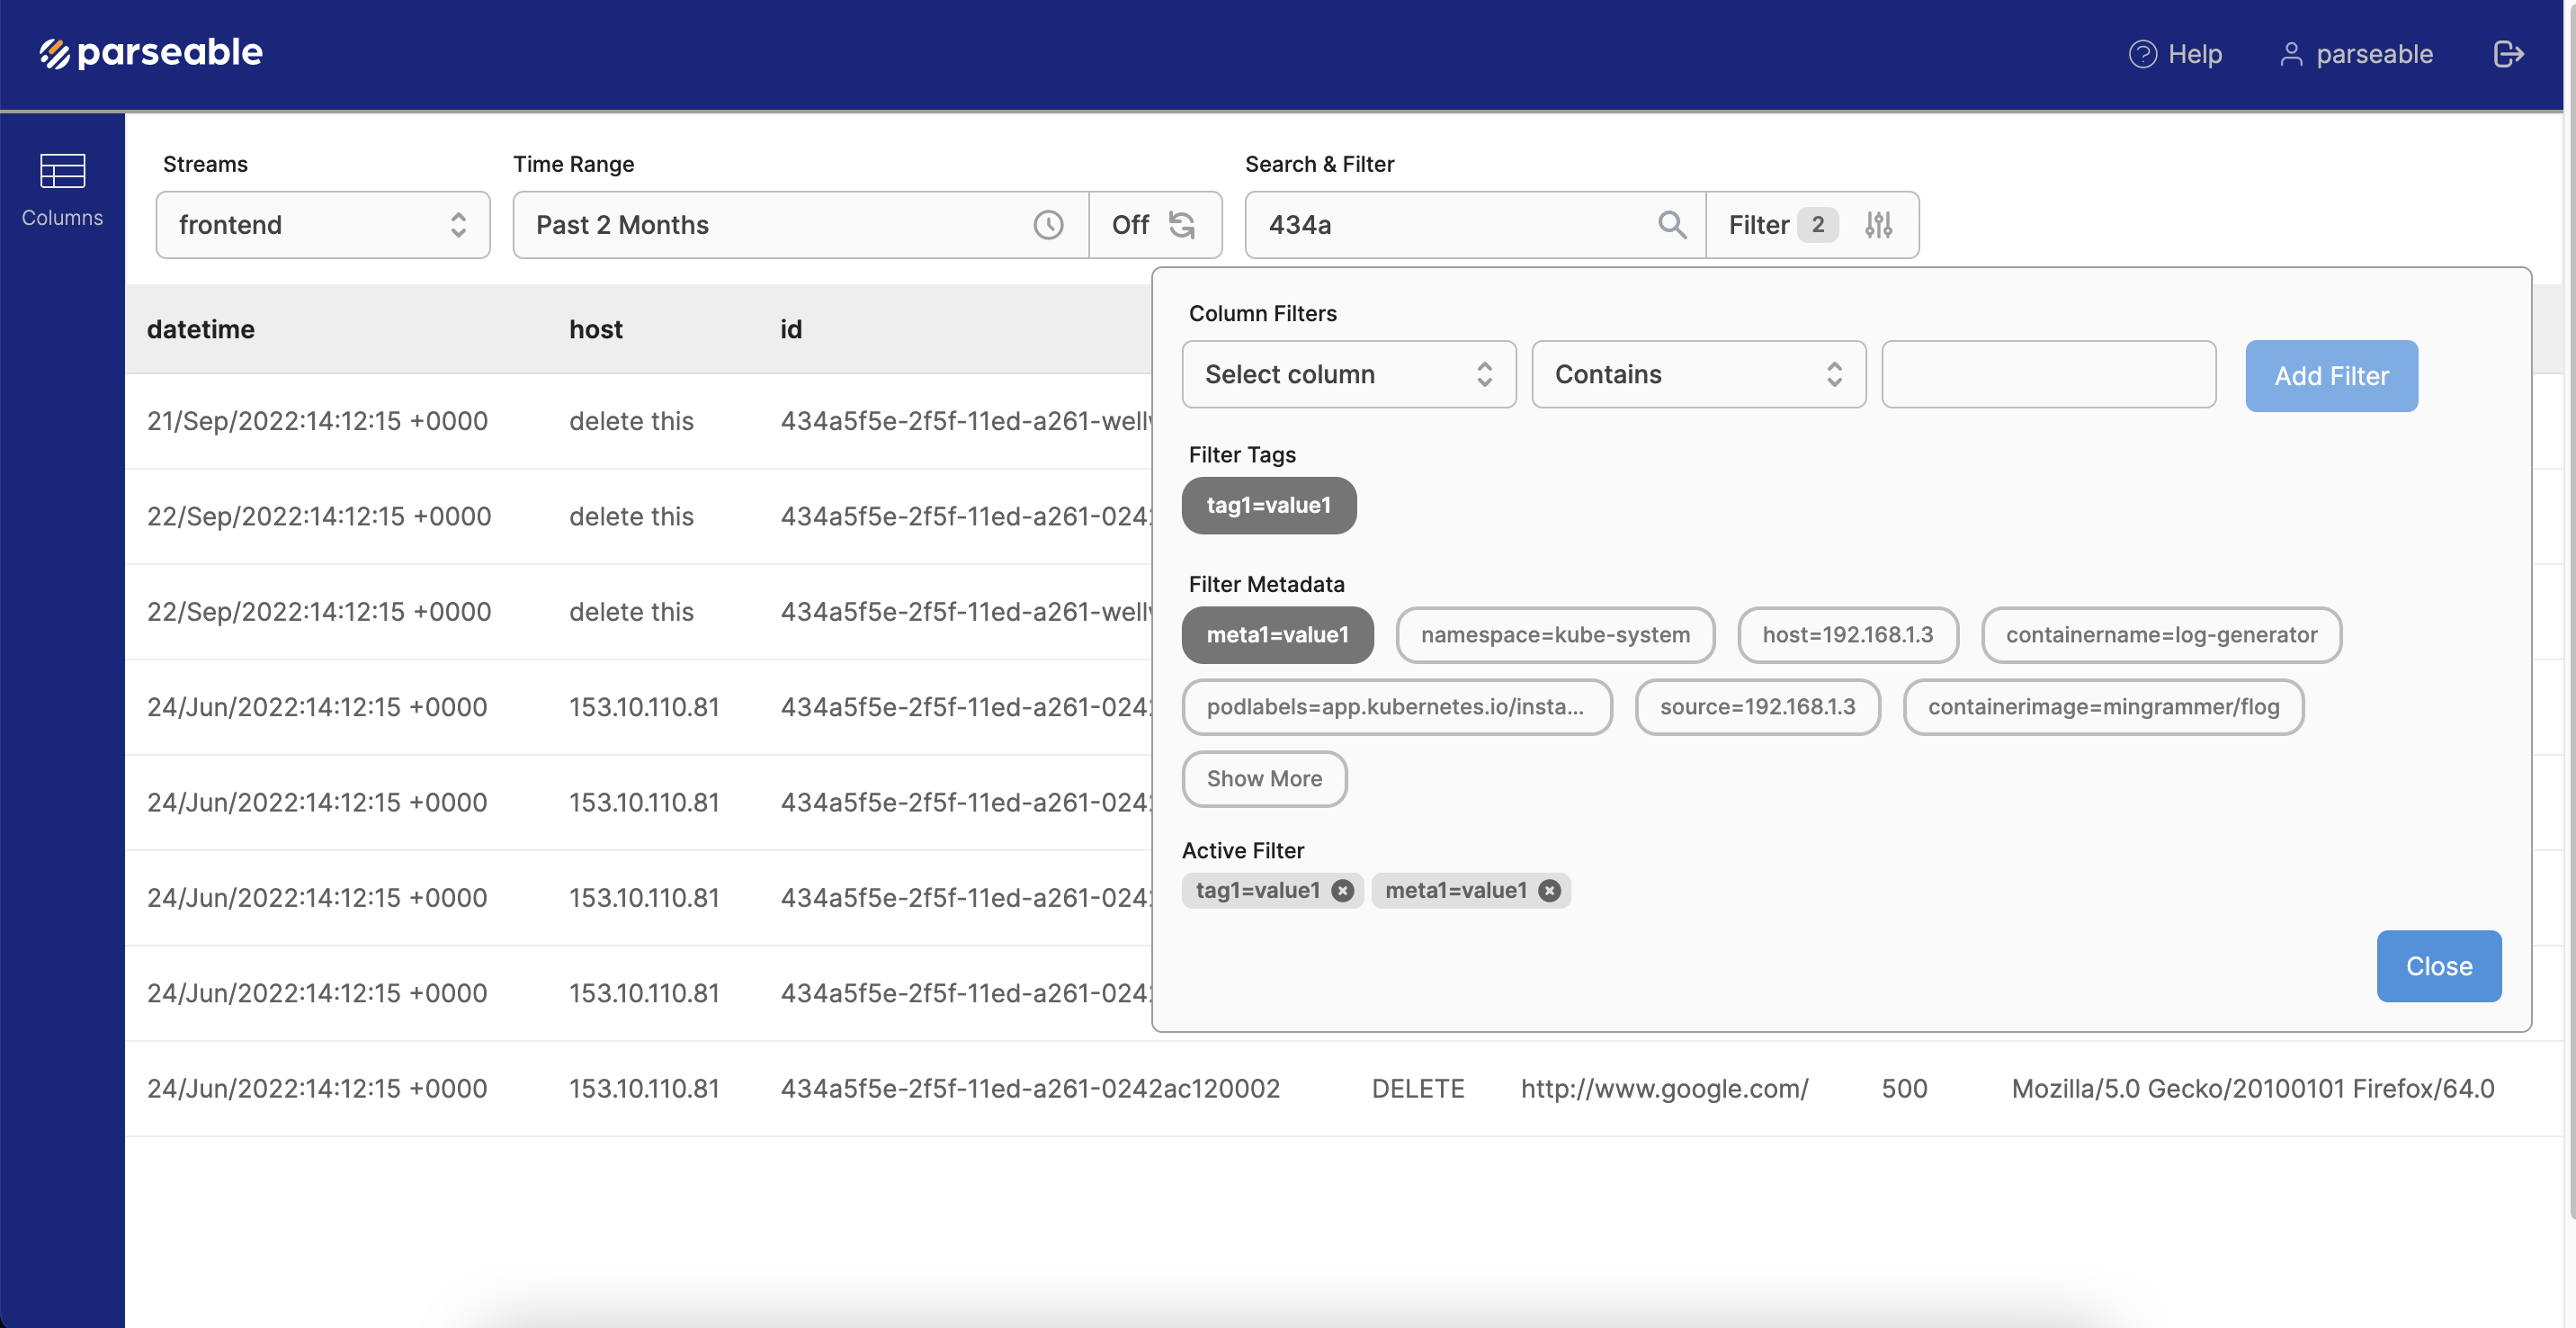 parseable
Help
parseable
Columns
Streams
Time Range
Search & Filter
frontend
Past 2 Months
Off
434a
Filter 2
Column Filters
Select column
Contains
Add Filter
Filter Tags
tag1=value1
Filter Metadata
meta1=value1
namespace=kube-system
host=192.168.1.3
containername=log-generator
podlabels=app.kubernetes.io/insta...
source=192.168.1.3
containerimage=mingrammer/flog
Show More
Active Filter
tag1=value1
meta1=value1
Close
datetime host id
21/Sep/2022:14:12:15 +0000 delete this 434a5f5e-2f5f-11ed-a261-well
22/Sep/2022:14:12:15 +0000 delete this 434a5f5e-2f5f-11ed-a261-024
22/Sep/2022:14:12:15 +0000 delete this 434a5f5e-2f5f-11ed-a261-well
24/Jun/2022:14:12:15 +0000 153.10.110.81 434a5f5e-2f5f-11ed-a261-024
24/Jun/2022:14:12:15 +0000 153.10.110.81 434a5f5e-2f5f-11ed-a261-024
24/Jun/2022:14:12:15 +0000 153.10.110.81 434a5f5e-2f5f-11ed-a261-024
24/Jun/2022:14:12:15 +0000 153.10.110.81 434a5f5e-2f5f-11ed-a261-024
24/Jun/2022:14:12:15 +0000 153.10.110.81 434a5f5e-2f5f-11ed-a261-0242ac120002 DELETE http://www.google.com/ 500 Mozilla/5.0 Gecko/20100101 Firefox/64.0